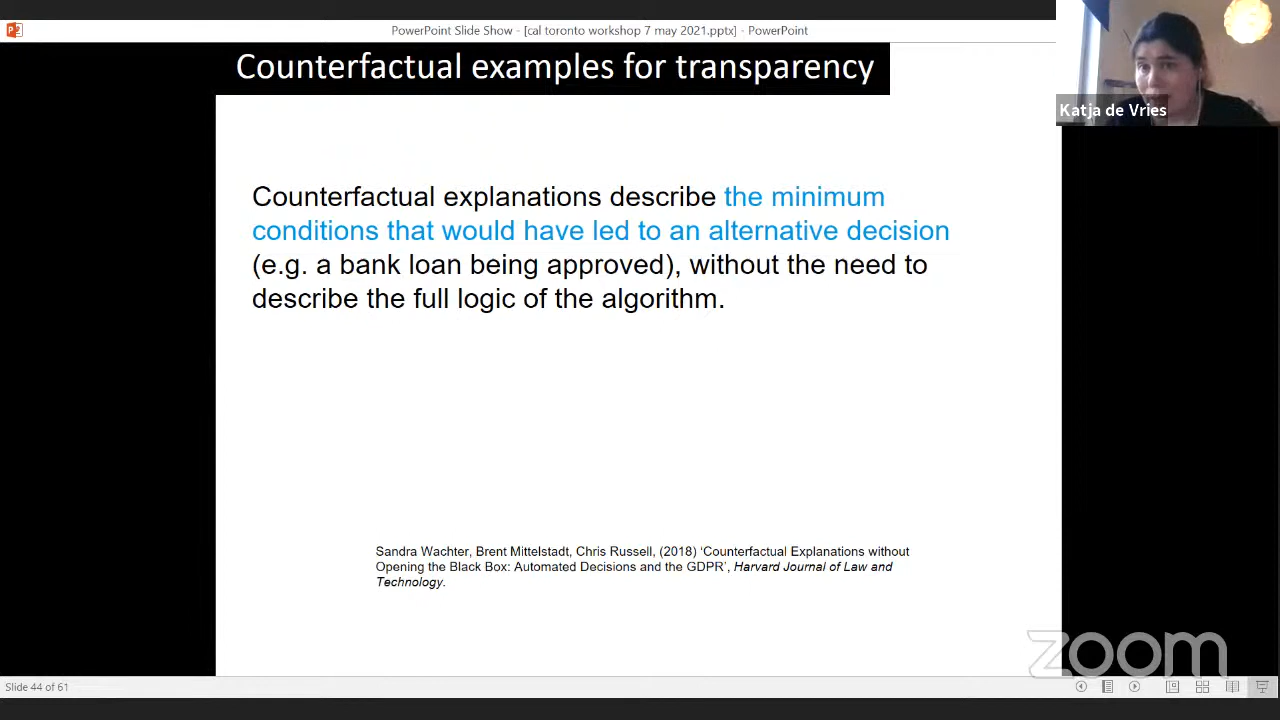 PowerPoint Slide Show - [cal toronto workshop 7 may 2021.pptx] - PowerPoint
Counterfactual examples for transparency
Katja de Vries
Counterfactual explanations describe the minimum
conditions that would have led to an alternative decision
(e.g. a bank loan being approved), without the need to
describe the full logic of the algorithm.
Sandra Wachter, Brent Mittelstadt, Chris Russell, (2018) ‘Counterfactual Explanations without
Opening the Black Box: Automated Decisions and the GDPR’, Harvard Journal of Law and
Technology.
zoom
Slide 44 of 61